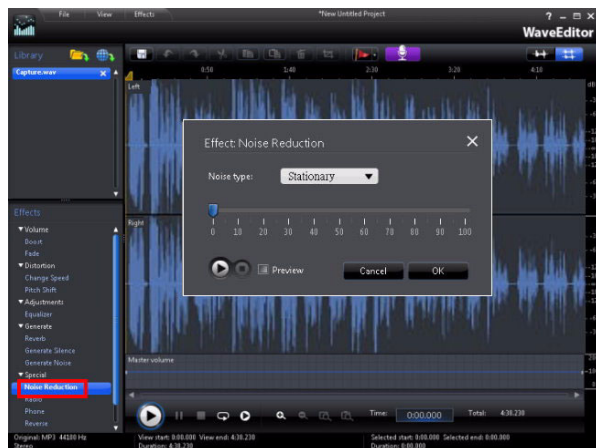 File View Effects *New Untitled Project ? – □ X
WaveEditor
Library
Capture.wav X
0:50 1:40 2:30 3:20 4:10
Left
dB
Effect: Noise Reduction X
Noise type: Stationary
0 10 20 30 40 50 60 70 80 90 100
Preview Cancel OK
Effects
Volume
Boost
Fade
Distortion
Change Speed
Pitch Shift
Adjustments
Equalizer
Generate
Reverb
Generate Silence
Generate Noise
Special
Noise Reduction
Radio
Phone
Reverse
Right
Master volume
Time: 0:00.000 Total: 4:38.230
Original: MP3 44100 Hz
Stereo
View start: 0:00.000 View end: 4:38.230
Duration: 4:38.230
Selected start: 0:00.000 Selected end: 0:00.000
Duration: 0:00.000